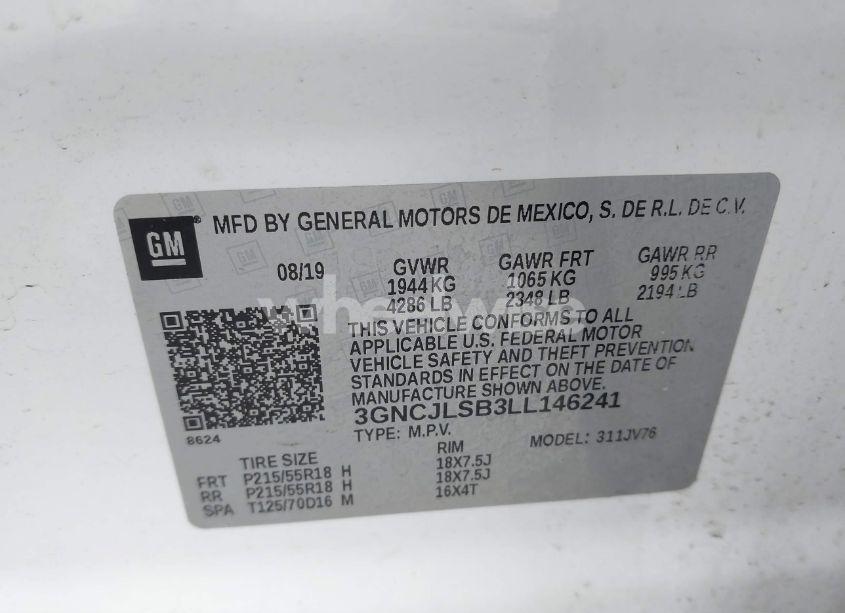 GM ® MFD BY GENERAL MOTORS DE MEXICO, S. DE R.L. DE C.V.
08/19 GVWR GAWR FRT GAWR RR
1944 KG 1065 KG 995 KG
4286 LB 2348 LB 2194 LB
THIS VEHICLE CONFORMS TO ALL
APPLICABLE U.S. FEDERAL MOTOR
VEHICLE SAFETY AND THEFT PREVENTION
STANDARDS IN EFFECT ON THE DATE OF
MANUFACTURE SHOWN ABOVE.
3GNCJLSB3LL146241
8624
TYPE: M.P.V. MODEL: 311JV76
TIRE SIZE RIM
FRT P215/55R18 H 18X7.5J
RR P215/55R18 H 18X7.5J
SPA T125/70D16 M 16X4T